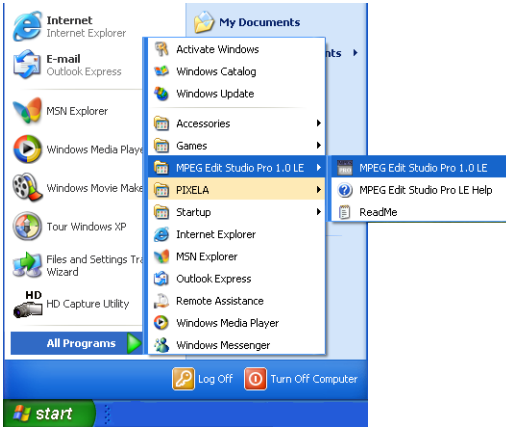 Internet
Internet Explorer
E-mail
Outlook Express
MSN Explorer
Windows Media Playe
Windows Movie Make
Tour Windows XP
Files and Settings Tra
Wizard
HD
HD Capture Utility
All Programs
My Documents
nts
Activate Windows
Windows Catalog
Windows Update
Accessories
Games
MPEG Edit Studio Pro 1.0 LE
PIXELA
Startup
Internet Explorer
MSN Explorer
Outlook Express
Remote Assistance
Windows Media Player
Windows Messenger
MPEG Edit Studio Pro 1.0 LE
MPEG Edit Studio Pro LE Help
ReadMe
Log Off
Turn Off Computer
start